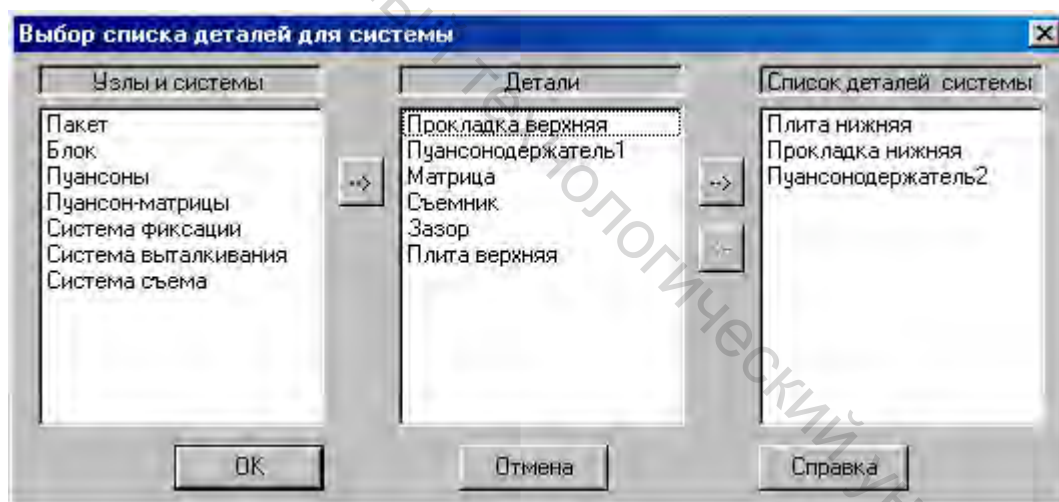 Выбор списка деталей для системы
Узлы и системы
Пакет
Блок
Пуансоны
Пуансон-матрицы
Система фиксации
Система выталкивания
Система съема
-->
Детали
Прокладка верхняя
Пуансонодержатель1
Матрица
Съемник
Зазор
Плита верхняя
-->
<--
Список деталей системы
Плита нижняя
Прокладка нижняя
Пуансонодержатель2
OK
Отмена
Справка
технологический